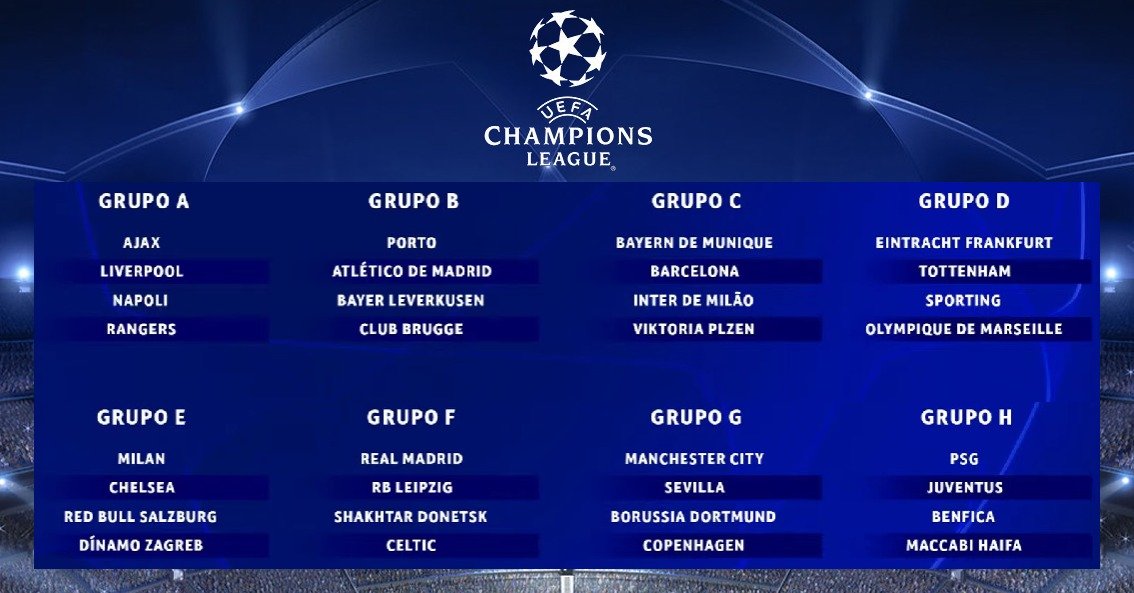 UEFA
CHAMPIONS
LEAGUE®
GRUPO A
AJAX
LIVERPOOL
NAPOLI
RANGERS
GRUPO B
PORTO
ATLÉTICO DE MADRID
BAYER LEVERKUSEN
CLUB BRUGGE
GRUPO C
BAYERN DE MUNIQUE
BARCELONA
INTER DE MILÃO
VIKTORIA PLZEN
GRUPO D
EINTRACHT FRANKFURT
TOTTENHAM
SPORTING
OLYMPIQUE DE MARSEILLE
GRUPO E
MILAN
CHELSEA
RED BULL SALZBURG
DÍNAMO ZAGREB
GRUPO F
REAL MADRID
RB LEIPZIG
SHAKHTAR DONETSK
CELTIC
GRUPO G
MANCHESTER CITY
SEVILLA
BORUSSIA DORTMUND
COPENHAGEN
GRUPO H
PSG
JUVENTUS
BENFICA
MACCABI HAIFA